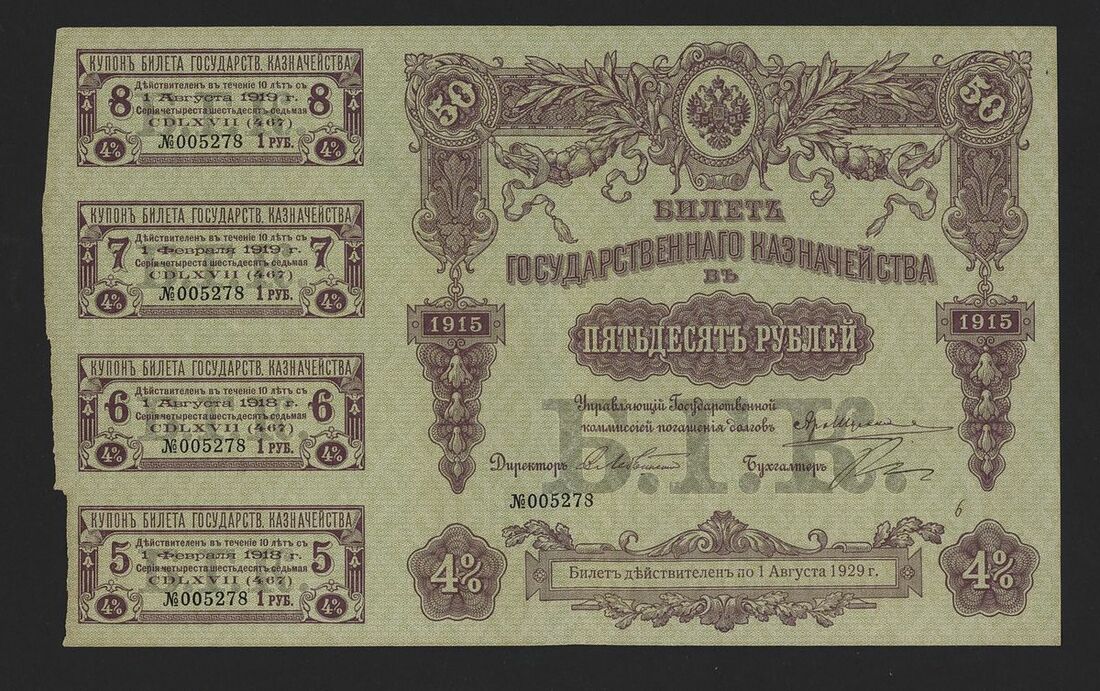 КУПОНЪ БИЛЕТА ГОСУДАРСТВ. КАЗНАЧЕЙСТВА
Дѣйствителенъ въ теченіе 10 лѣтъ съ
8 1 Августа 1919 г. 8
Серія четыреста шестьдесятъ седьмая
CDLXVII (467)
№005278 1 РУБ.
4% 4%
КУПОНЪ БИЛЕТА ГОСУДАРСТВ. КАЗНАЧЕЙСТВА
Дѣйствителенъ въ теченіе 10 лѣтъ съ
7 1 Февраля 1919 г. 7
Серія четыреста шестьдесятъ седьмая
CDLXVII (467)
№005278 1 РУБ.
4% 4%
КУПОНЪ БИЛЕТА ГОСУДАРСТВ. КАЗНАЧЕЙСТВА
Дѣйствителенъ въ теченіе 10 лѣтъ съ
6 1 Августа 1918 г. 6
Серія четыреста шестьдесятъ седьмая
CDLXVII (467)
№005278 1 РУБ.
4% 4%
КУПОНЪ БИЛЕТА ГОСУДАРСТВ. КАЗНАЧЕЙСТВА
Дѣйствителенъ въ теченіе 10 лѣтъ съ
5 1 Февраля 1918 г. 5
Серія четыреста шестьдесятъ седьмая
CDLXVII (467)
№005278 1 РУБ.
4% 4%
50 50
БИЛЕТЪ
ГОСУДАРСТВЕННАГО КАЗНАЧЕЙСТВА
ВЪ
1915 1915
ПЯТЬДЕСЯТЪ РУБЛЕЙ
Б.Г.К.
Управляющій Государственной
коммиссіей погашенія долговъ
Директоръ Бухгалтеръ
№005278
6
4% 4%
Билетъ дѣйствителенъ по 1 Августа 1929 г.